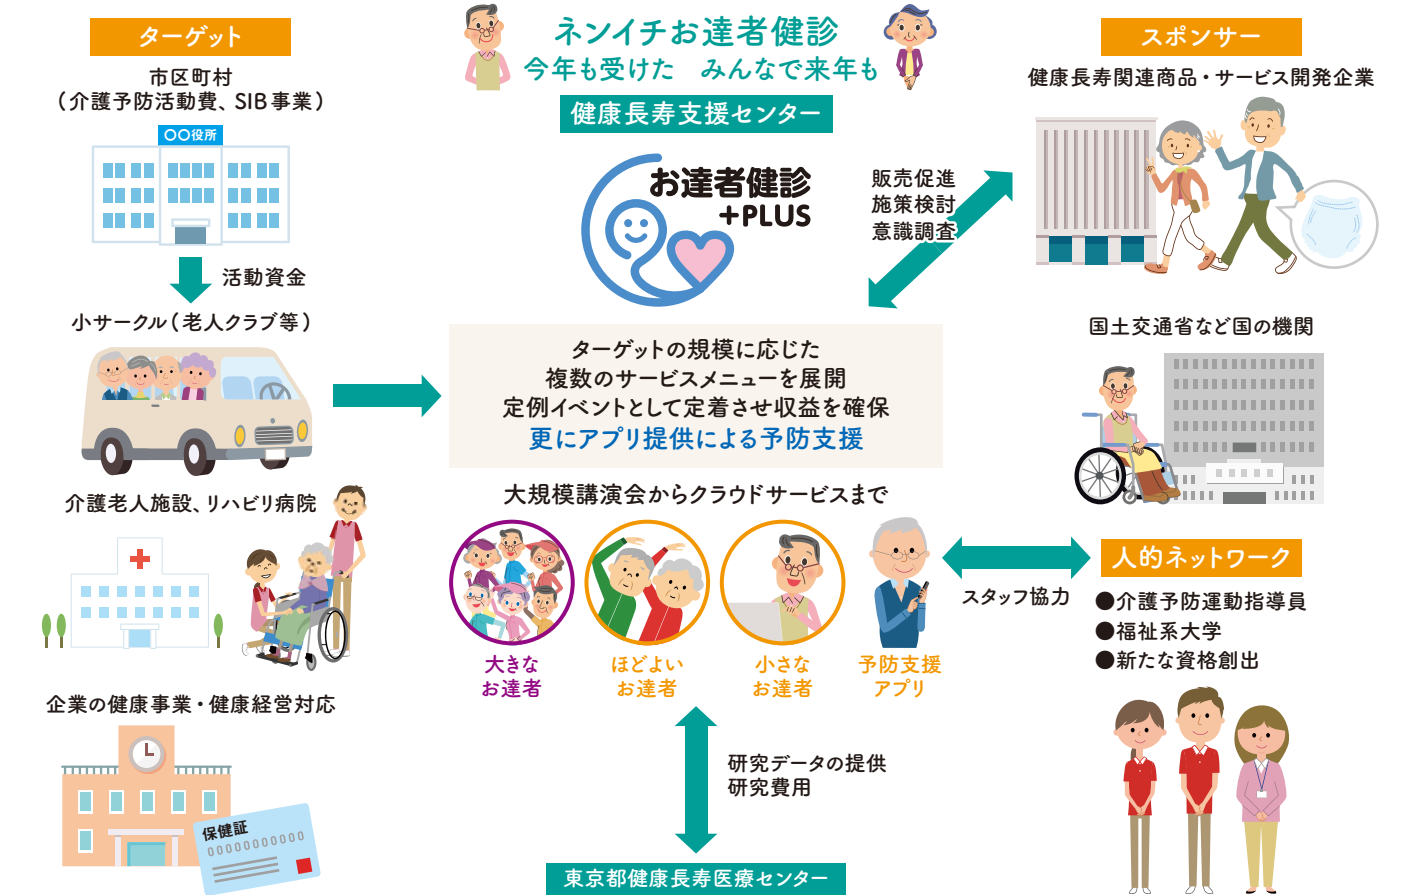 ターゲット
市区町村
（介護予防活動費、SIB事業）
〇〇役所
活動資金
小サークル（老人クラブ等）
介護老人施設、リハビリ病院
企業の健康事業・健康経営対応
保健証
00000000000
ネンイチお達者健診
今年も受けた　みんなで来年も
健康長寿支援センター
お達者健診
+PLUS
ターゲットの規模に応じた
複数のサービスメニューを展開
定例イベントとして定着させ収益を確保
更にアプリ提供による予防支援
大規模講演会からクラウドサービスまで
大きな
お達者
ほどよい
お達者
小さな
お達者
予防支援
アプリ
研究データの提供
研究費用
東京都健康長寿医療センター
販売促進
施策検討
意識調査
スポンサー
健康長寿関連商品・サービス開発企業
国土交通省など国の機関
スタッフ協力
人的ネットワーク
●介護予防運動指導員
●福祉系大学
●新たな資格創出